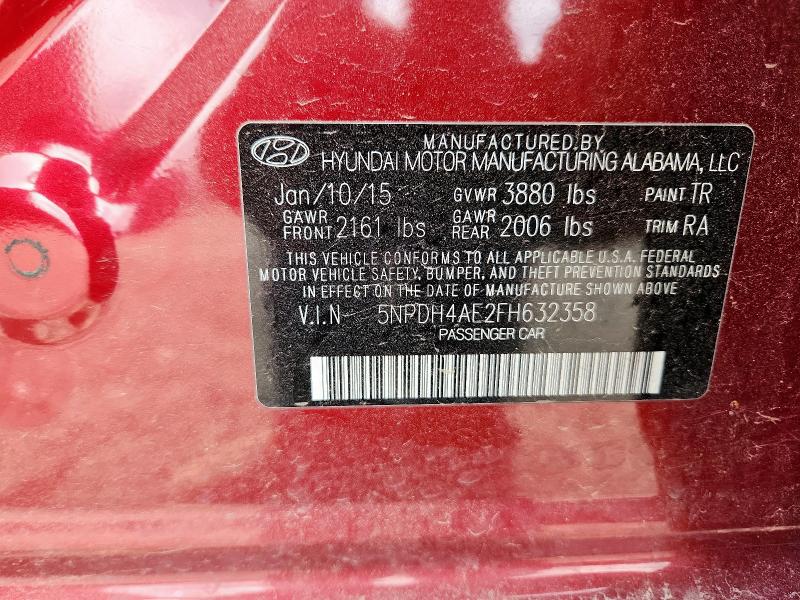 MANUFACTURED BY
HYUNDAI MOTOR MANUFACTURING ALABAMA, LLC
Jan/10/15 GVWR 3880 lbs PAINT TR
GAWR FRONT 2161 lbs GAWR REAR 2006 lbs TRIM RA
THIS VEHICLE CONFORMS TO ALL APPLICABLE U.S.A. FEDERAL
MOTOR VEHICLE SAFETY, BUMPER, AND THEFT PREVENTION STANDARDS
IN EFFECT ON THE DATE OF MANUFACTURE SHOWN ABOVE
V.I.N 5NPDH4AE2FH632358
PASSENGER CAR